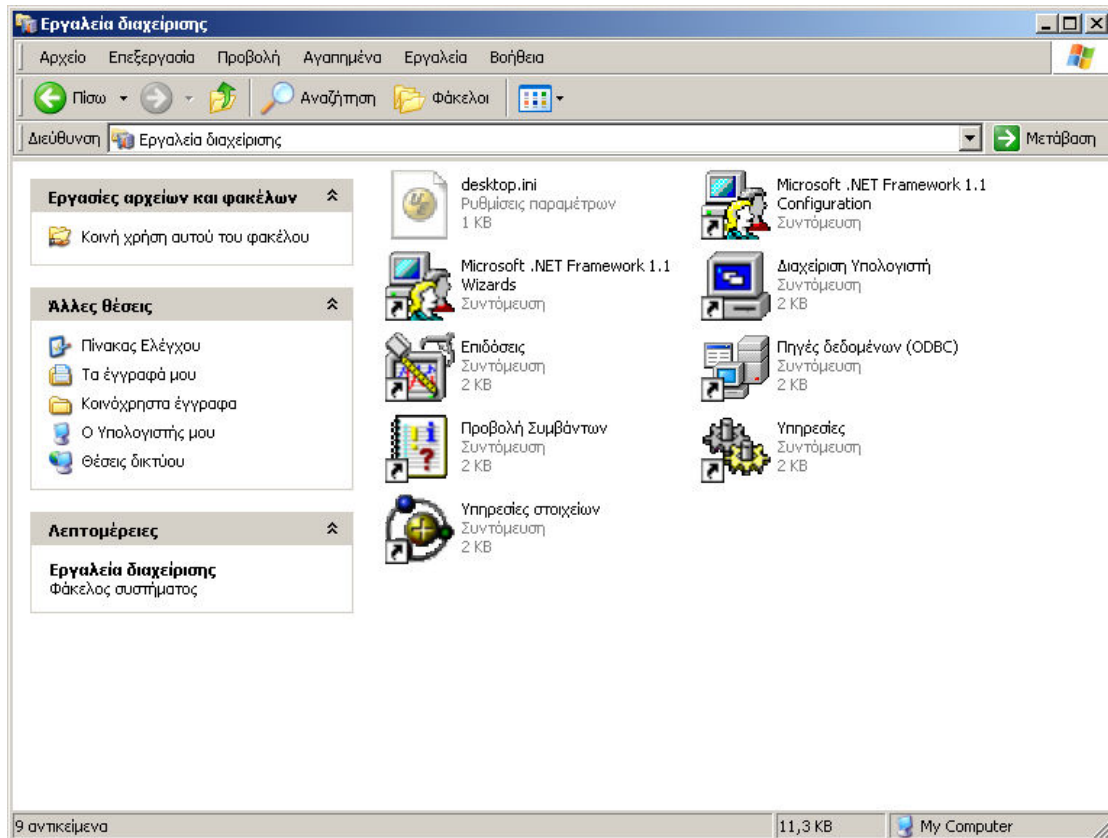 Εργαλεία διαχείρισης
Αρχείο Επεξεργασία Προβολή Αγαπημένα Εργαλεία Βοήθεια
Πίσω Αναζήτηση Φάκελοι
Διεύθυνση Εργαλεία διαχείρισης Μετάβαση
Εργασίες αρχείων και φακέλων
Κοινή χρήση αυτού του φακέλου
Άλλες θέσεις
Πίνακας Ελέγχου
Τα έγγραφά μου
Κοινόχρηστα έγγραφα
Ο Υπολογιστής μου
Θέσεις δικτύου
Λεπτομέρειες
Εργαλεία διαχείρισης
Φάκελος συστήματος
desktop.ini
Ρυθμίσεις παραμέτρων
1 KB
Microsoft .NET Framework 1.1
Configuration
Συντόμευση
Microsoft .NET Framework 1.1
Wizards
Συντόμευση
Διαχείριση Υπολογιστή
Συντόμευση
2 KB
Επιδόσεις
Συντόμευση
2 KB
Πηγές δεδομένων (ODBC)
Συντόμευση
2 KB
Προβολή Συμβάντων
Συντόμευση
2 KB
Υπηρεσίες
Συντόμευση
2 KB
Υπηρεσίες στοιχείων
Συντόμευση
2 KB
9 αντικείμενα 11,3 KB My Computer